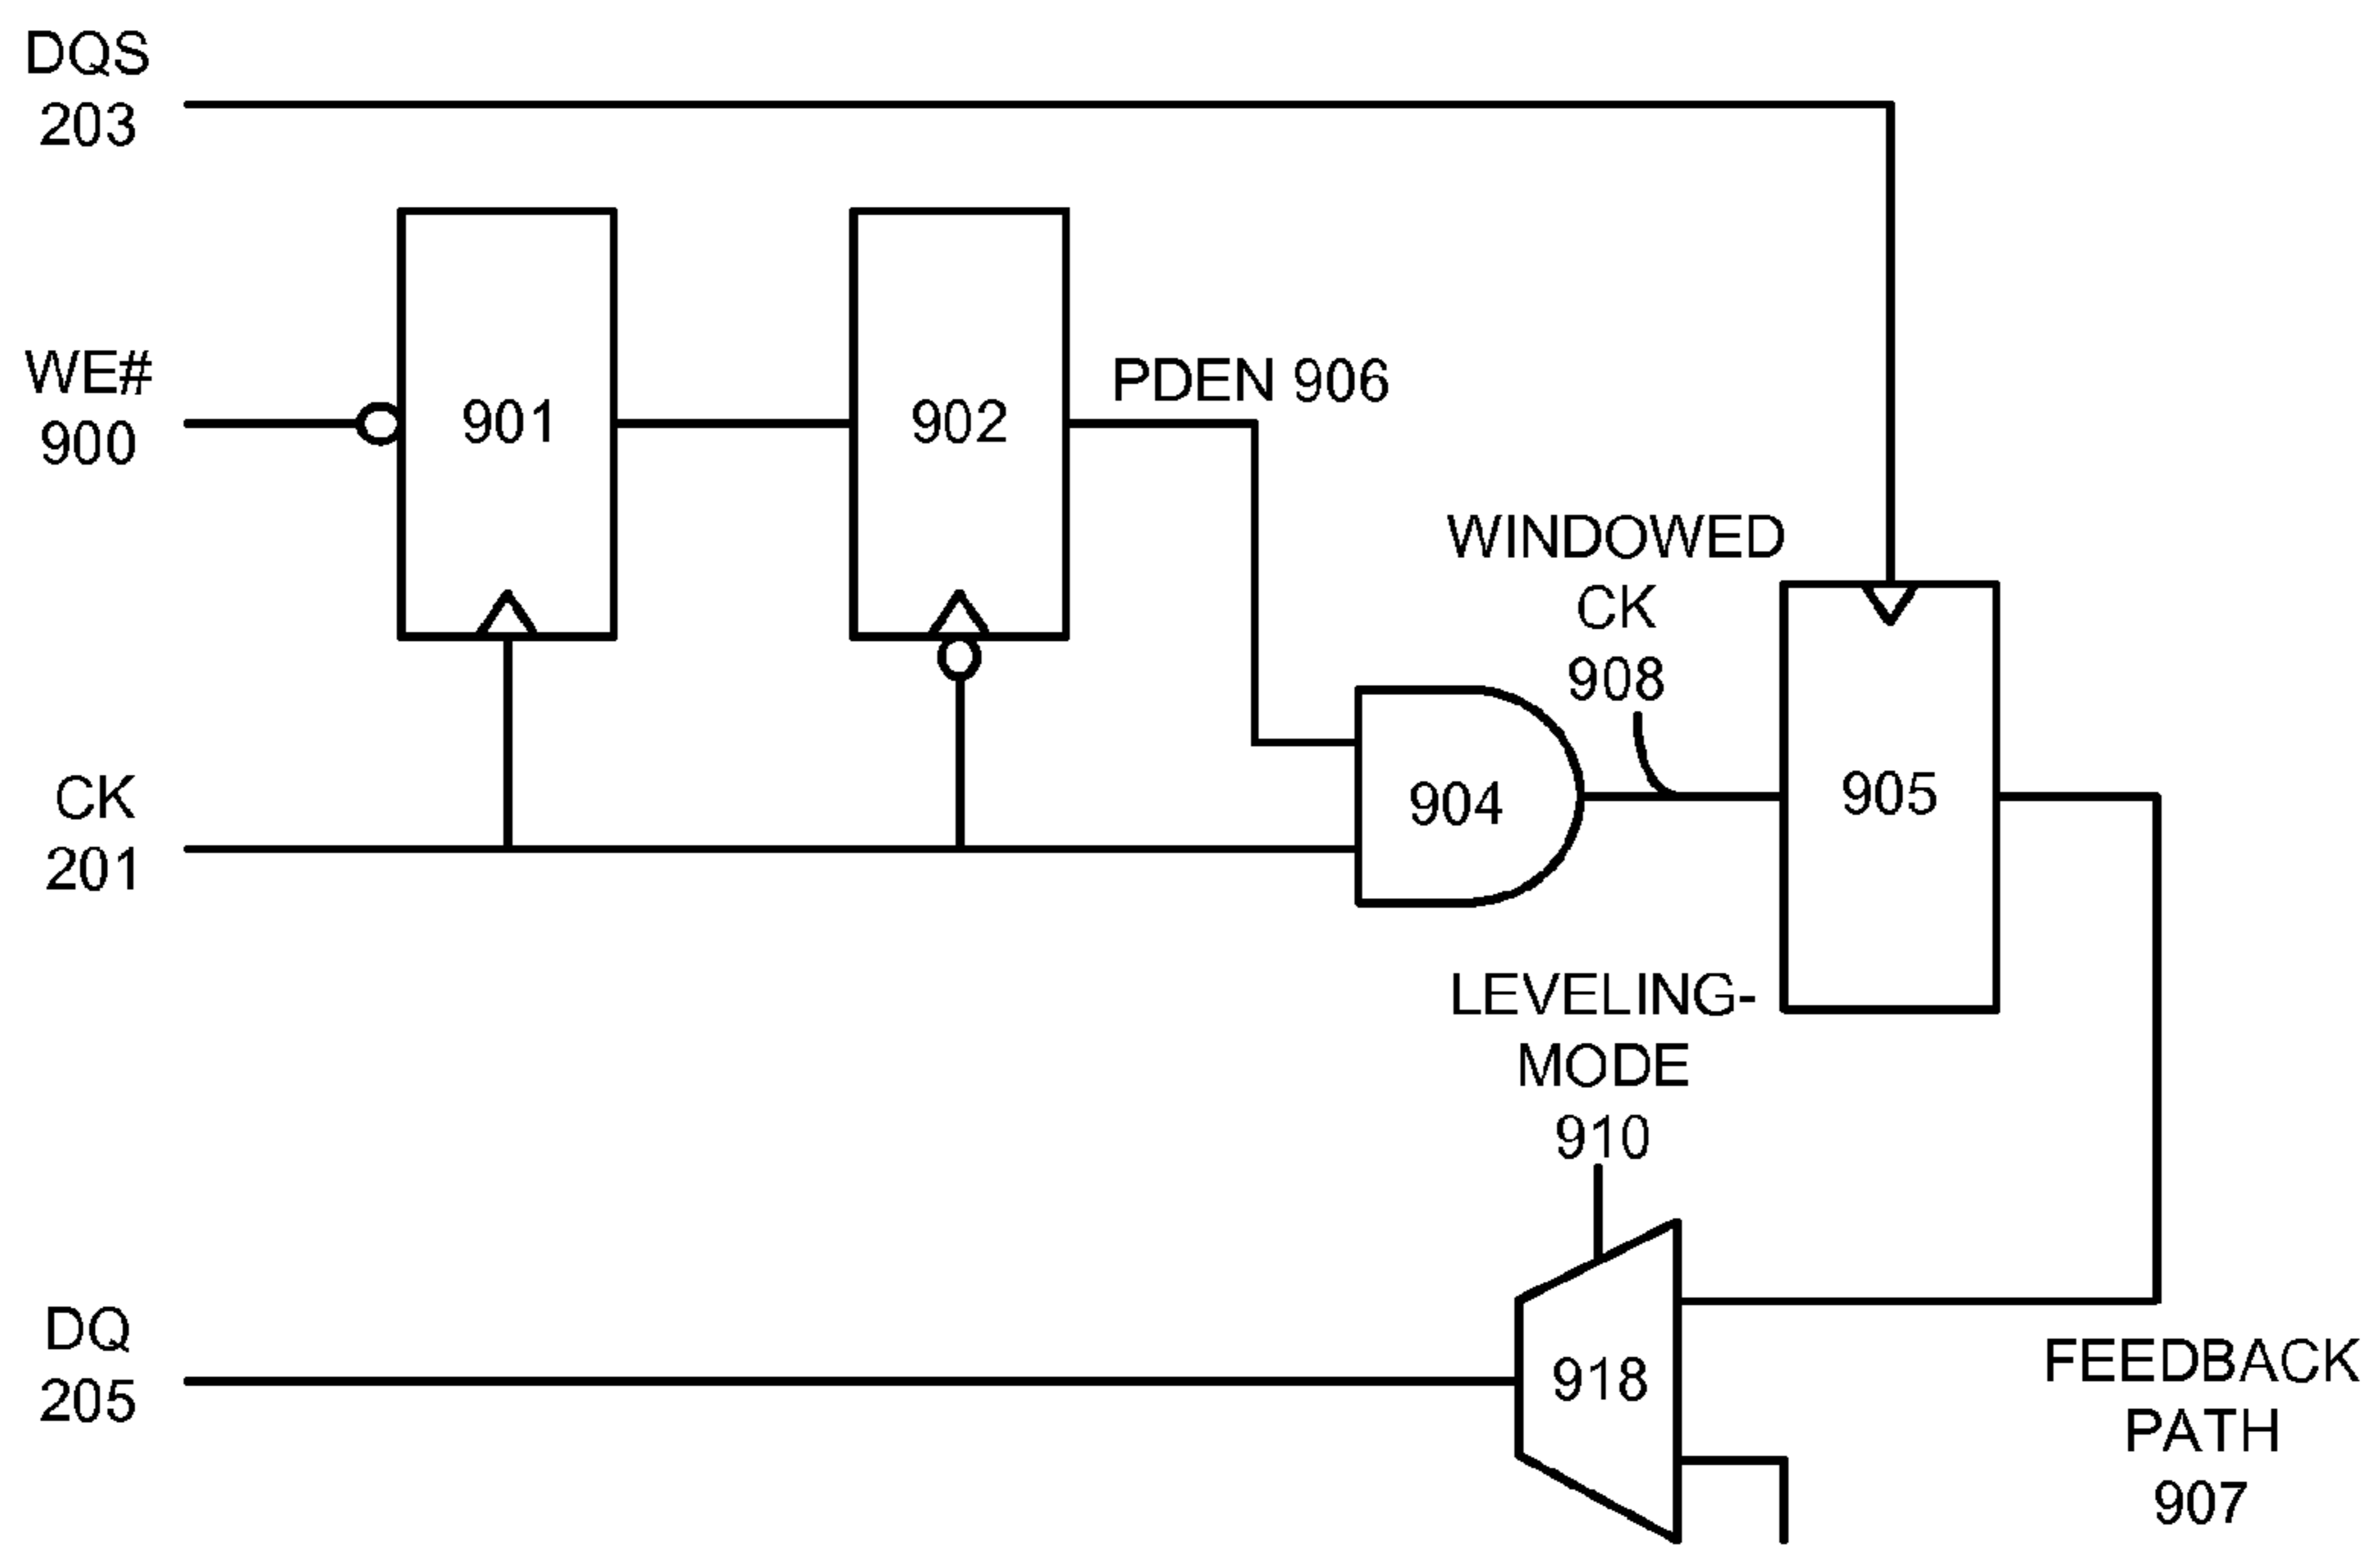 DQS
203
WE#
900
901
902
PDEN 906
WINDOWED
CK
908
CK
201
904
905
LEVELING-
MODE
910
DQ
205
918
FEEDBACK
PATH
907